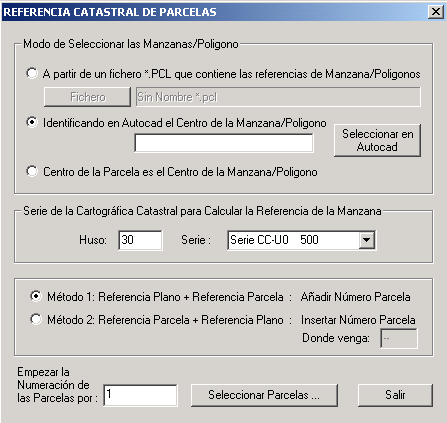 REFERENCIA CATASTRAL DE PARCELAS
Modo de Seleccionar las Manzanas/Poligono
A partir de un fichero *.PCL que contiene las referencias de Manzana/Poligonos
Fichero
Sin Nombre *.pcl
Identificando en Autocad el Centro de la Manzana/Poligono
Seleccionar en
Autocad
Centro de la Parcela es el Centro de la Manzana/Poligono
Serie de la Cartográfica Catastral para Calcular la Referencia de la Manzana
Huso: 30 Serie : Serie CC-U0 500
Método 1: Referencia Plano + Referencia Parcela : Añadir Número Parcela
Método 2: Referencia Parcela + Referencia Plano : Insertar Número Parcela
Donde venga: --
Empezar la
Numeración de
las Parcelas por : 1
Seleccionar Parcelas ...
Salir